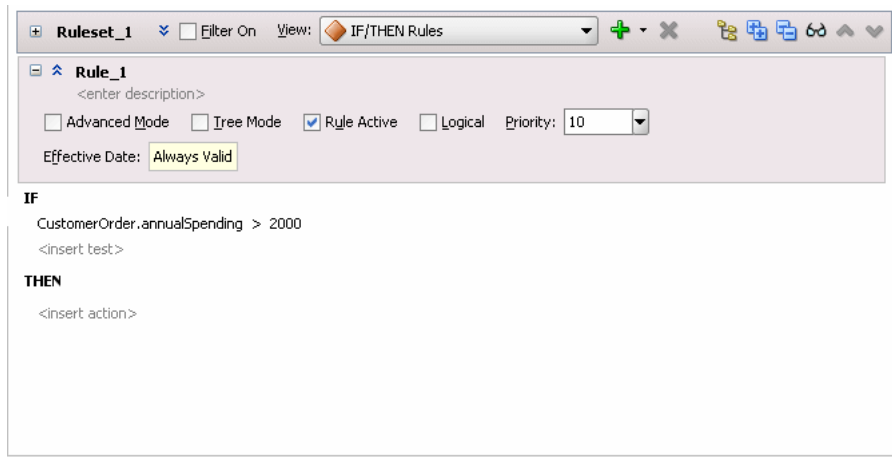 Ruleset_1 Filter On View: IF/THEN Rules
Rule_1
<enter description>
Advanced Mode Tree Mode Rule Active Logical Priority: 10
Effective Date: Always Valid
IF
CustomerOrder.annualSpending > 2000
<insert test>
THEN
<insert action>